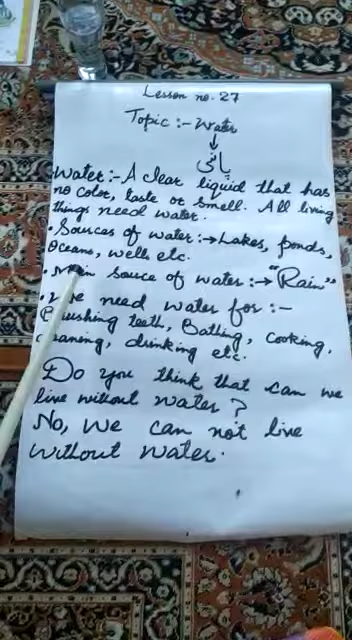 Lesson no. 27
Topic :- Water
↓
پانی
Water:- A clear liquid that has
no color, taste or smell. All living
things need water.
• Sources of water:→ Lakes, ponds,
Oceans, wells etc.
• Main souce of water :→ "Rain"
• We need water for :-
Brushing teeth, Bathing, cooking,
cleaning, drinking etc.
Do you think that can we
live without water?
No, we can not live
without water.